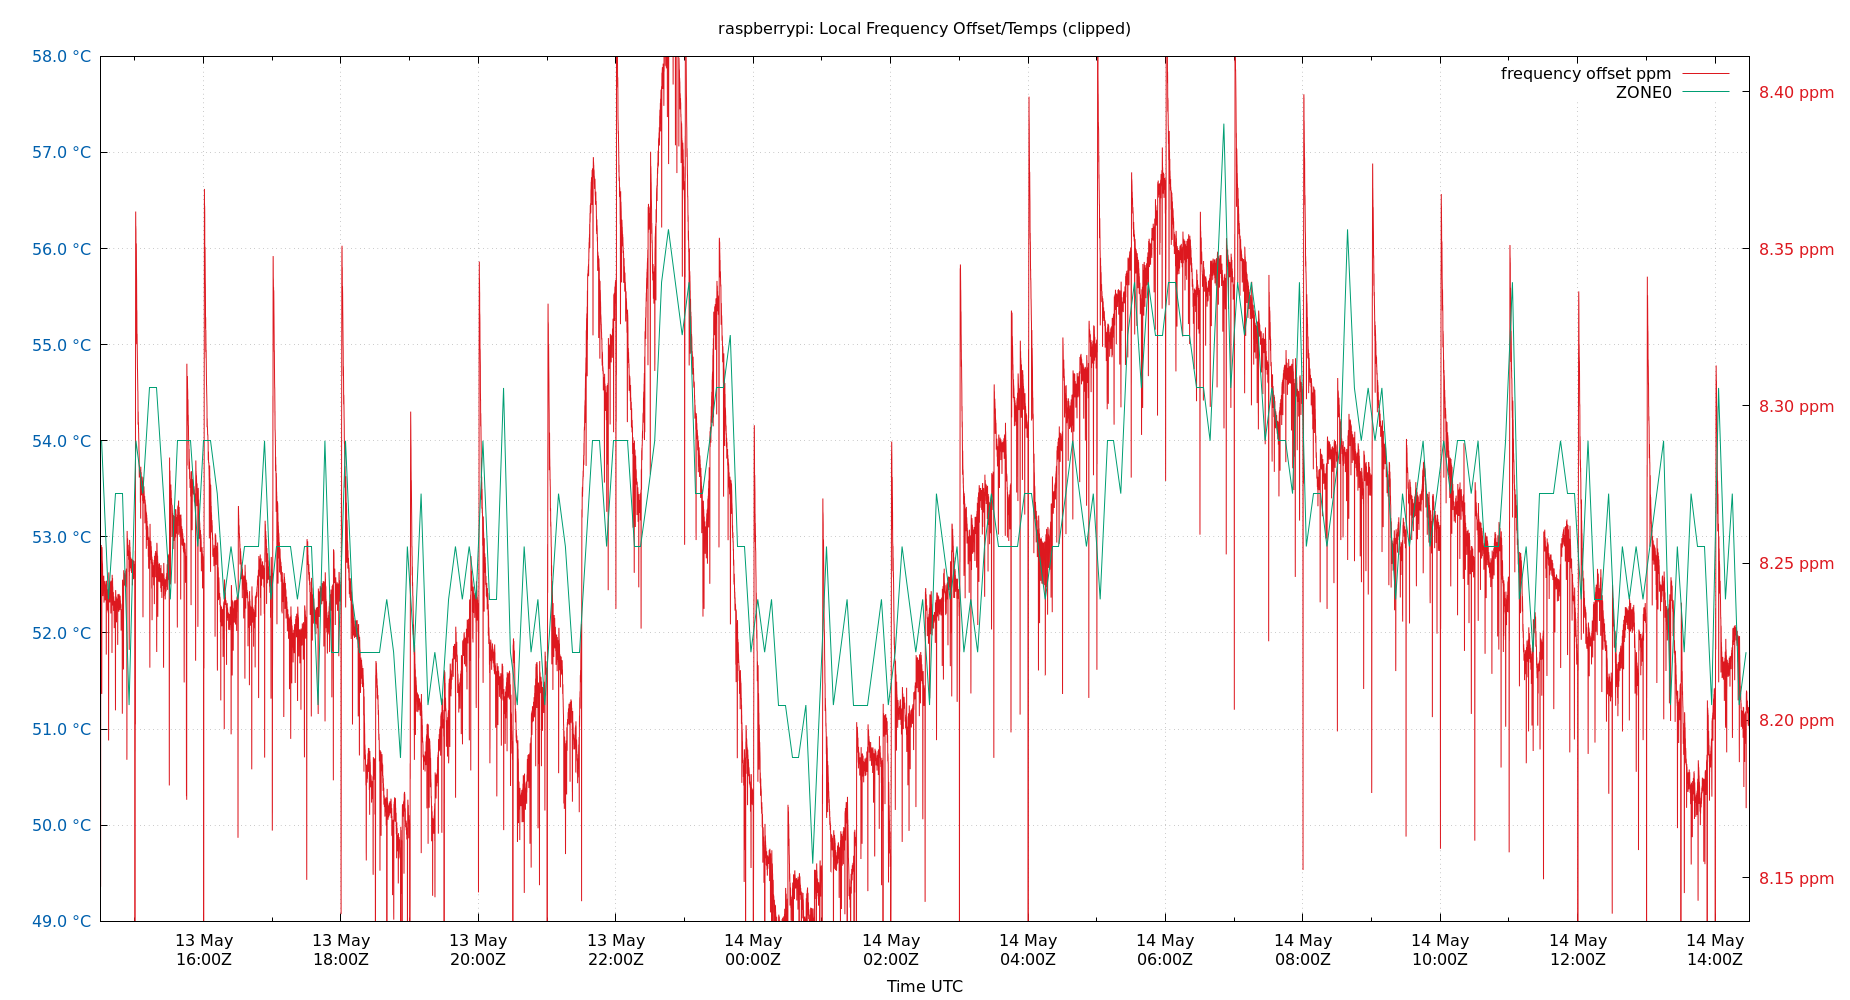 raspberrypi: Local Frequency Offset/Temps (clipped)
frequency offset ppm
ZONE0
58.0 °C
57.0 °C
56.0 °C
55.0 °C
54.0 °C
53.0 °C
52.0 °C
51.0 °C
50.0 °C
49.0 °C
8.40 ppm
8.35 ppm
8.30 ppm
8.25 ppm
8.20 ppm
8.15 ppm
13 May
16:00Z
13 May
18:00Z
13 May
20:00Z
13 May
22:00Z
14 May
00:00Z
14 May
02:00Z
14 May
04:00Z
14 May
06:00Z
14 May
08:00Z
14 May
10:00Z
14 May
12:00Z
14 May
14:00Z
Time UTC